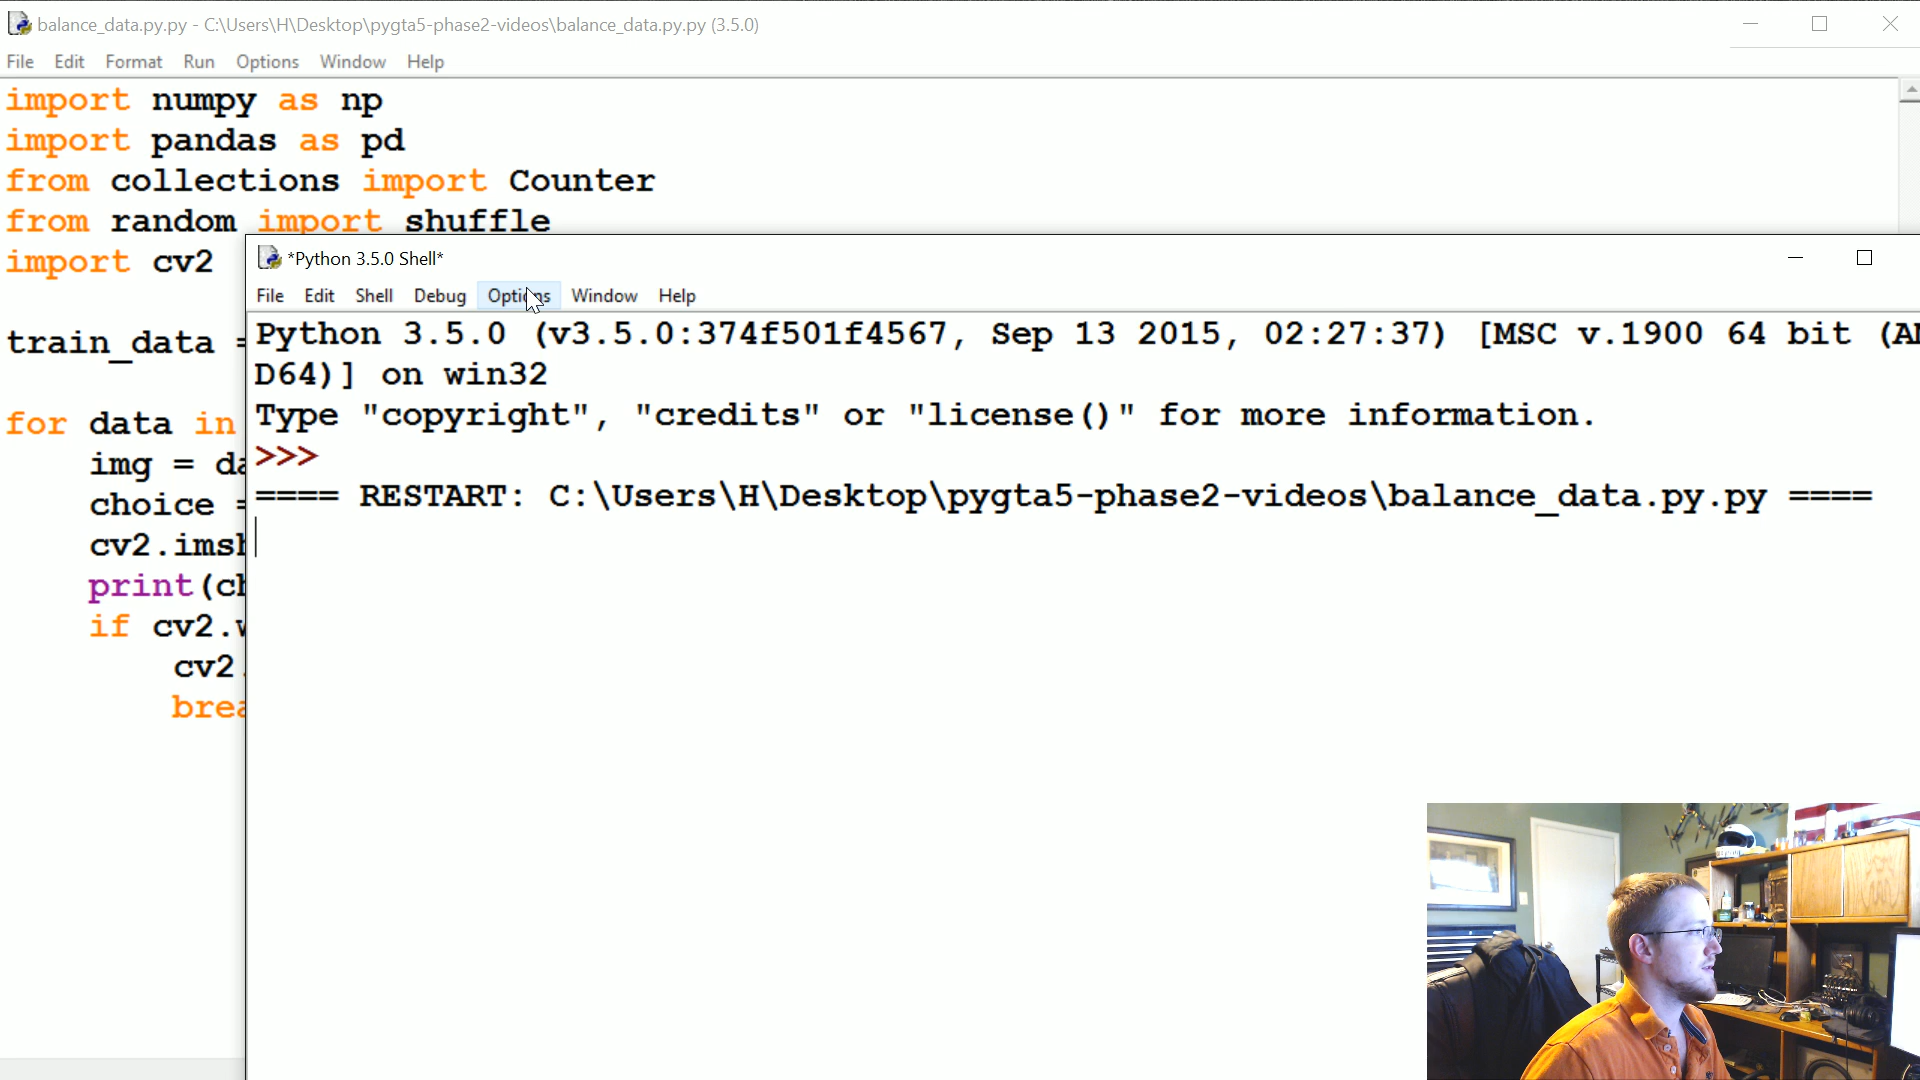 balance_data.py.py - C:\Users\H\Desktop\pygta5-phase2-videos\balance_data.py.py (3.5.0)
File Edit Format Run Options Window Help
import numpy as np
import pandas as pd
from collections import Counter
from random import shuffle
import cv2
train_data =
for data in
img = da
choice =
cv2.imsh
print(ch
if cv2.w
cv2.
brea
*Python 3.5.0 Shell*
File Edit Shell Debug Options Window Help
Python 3.5.0 (v3.5.0:374f501f4567, Sep 13 2015, 02:27:37) [MSC v.1900 64 bit (AM
D64)] on win32
Type "copyright", "credits" or "license()" for more information.
>>>
==== RESTART: C:\Users\H\Desktop\pygta5-phase2-videos\balance_data.py.py ====